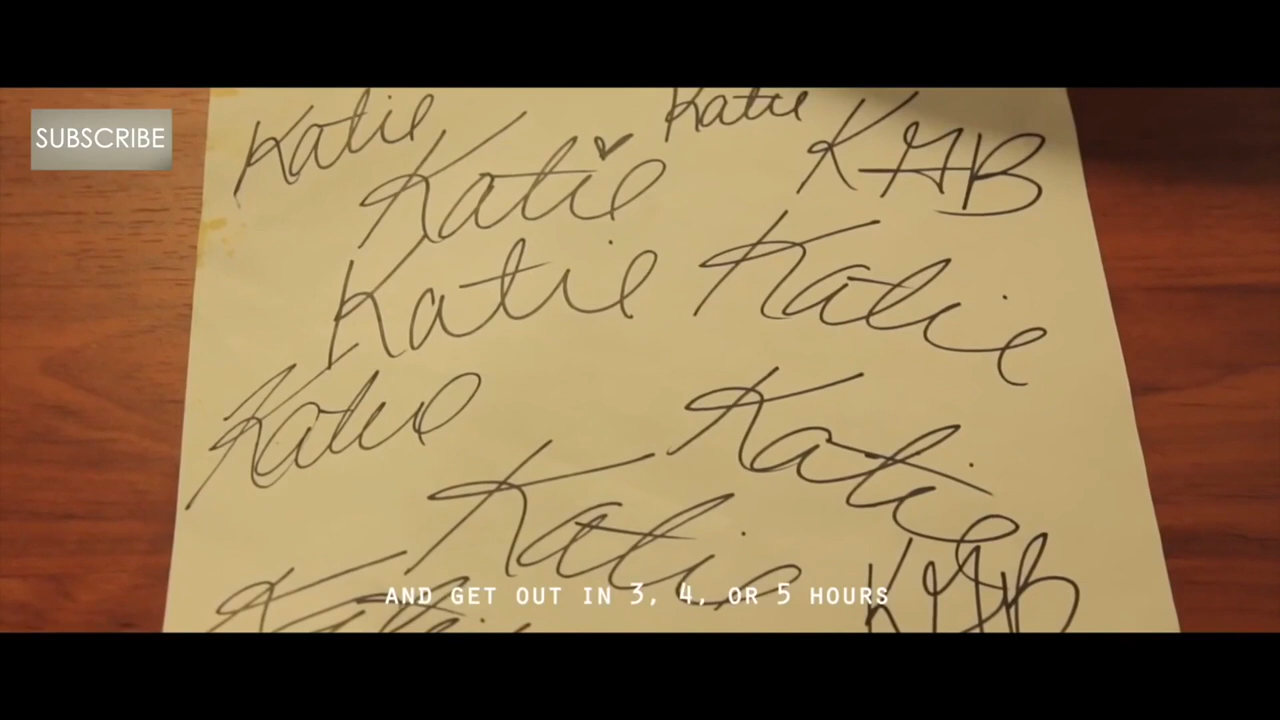 SUBSCRIBE
Katie Katie
Katie KGB
Katie Katie
Katie Katie
Katie
Katie KGB
AND GET OUT IN 3, 4, OR 5 HOURS